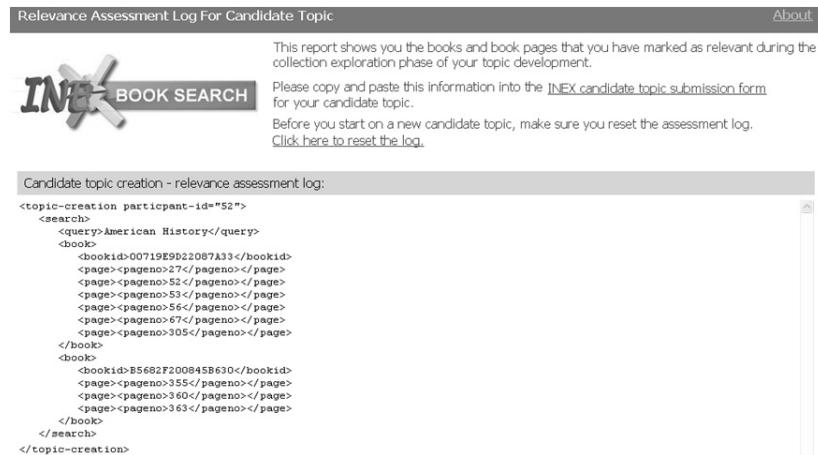 Relevance Assessment Log For Candidate Topic About
This report shows you the books and book pages that you have marked as relevant during the
collection exploration phase of your topic development.
INEX BOOK SEARCH
Please copy and paste this information into the INEX candidate topic submission form
for your candidate topic.
Before you start on a new candidate topic, make sure you reset the assessment log.
Click here to reset the log.
Candidate topic creation - relevance assessment log:
<topic-creation particpant-id="52">
<search>
<query>American History</query>
<book>
<bookid>00719E9D22087A33</bookid>
<page><pageno>27</pageno></page>
<page><pageno>52</pageno></page>
<page><pageno>53</pageno></page>
<page><pageno>56</pageno></page>
<page><pageno>67</pageno></page>
<page><pageno>305</pageno></page>
</book>
<book>
<bookid>B5682F200845B630</bookid>
<page><pageno>355</pageno></page>
<page><pageno>360</pageno></page>
<page><pageno>363</pageno></page>
</book>
</search>
</topic-creation>